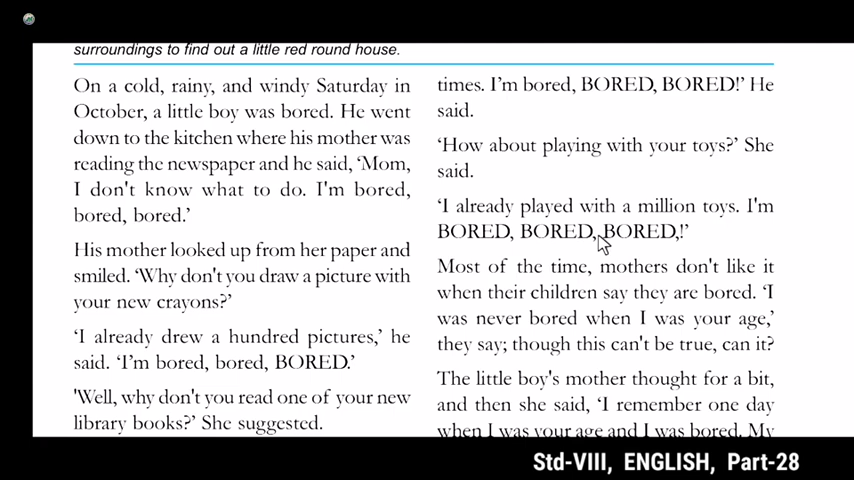 surroundings to find out a little red round house.
On a cold, rainy, and windy Saturday in
October, a little boy was bored. He went
down to the kitchen where his mother was
reading the newspaper and he said, ‘Mom,
I don't know what to do. I'm bored,
bored, bored.’
His mother looked up from her paper and
smiled. ‘Why don't you draw a picture with
your new crayons?’
‘I already drew a hundred pictures,’ he
said. ‘I’m bored, bored, BORED.’
'Well, why don't you read one of your new
library books?’ She suggested.
times. I’m bored, BORED, BORED!’ He
said.
‘How about playing with your toys?’ She
said.
‘I already played with a million toys. I'm
BORED, BORED, BORED,!’
Most of the time, mothers don't like it
when their children say they are bored. ‘I
was never bored when I was your age,’
they say; though this can't be true, can it?
The little boy's mother thought for a bit,
and then she said, ‘I remember one day
when I was your age and I was bored. My
Std-VIII, ENGLISH, Part-28